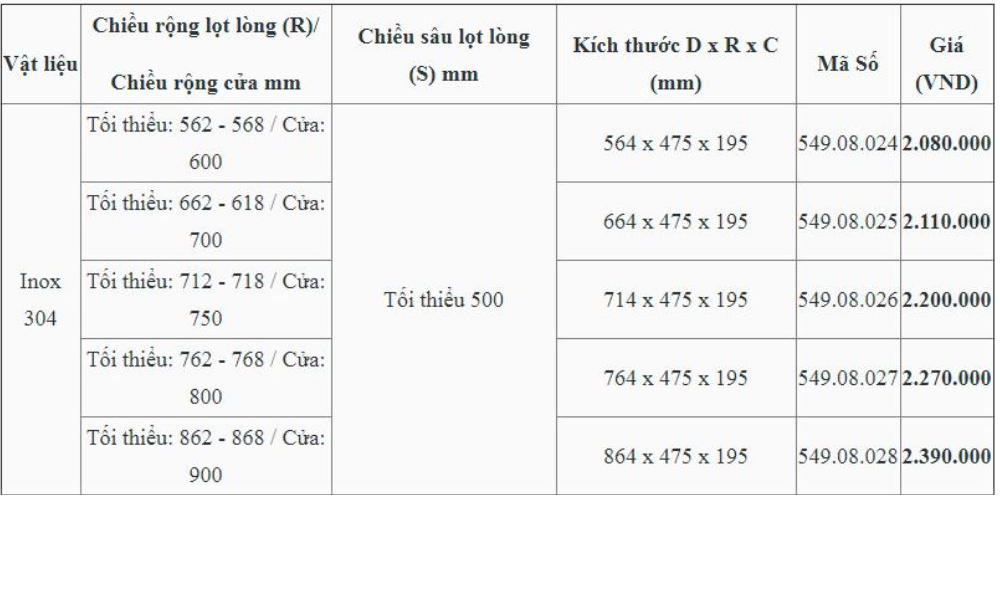 Vật liệu
Chiều rộng lọt lòng (R)/
Chiều rộng cửa mm
Chiều sâu lọt lòng
(S) mm
Kích thước D x R x C
(mm)
Mã Số
Giá
(VND)
Inox
304
Tối thiểu: 562 - 568 / Cửa:
600
Tối thiểu 500
564 x 475 x 195
549.08.024
2.080.000
Tối thiểu: 662 - 618 / Cửa:
700
664 x 475 x 195
549.08.025
2.110.000
Tối thiểu: 712 - 718 / Cửa:
750
714 x 475 x 195
549.08.026
2.200.000
Tối thiểu: 762 - 768 / Cửa:
800
764 x 475 x 195
549.08.027
2.270.000
Tối thiểu: 862 - 868 / Cửa:
900
864 x 475 x 195
549.08.028
2.390.000